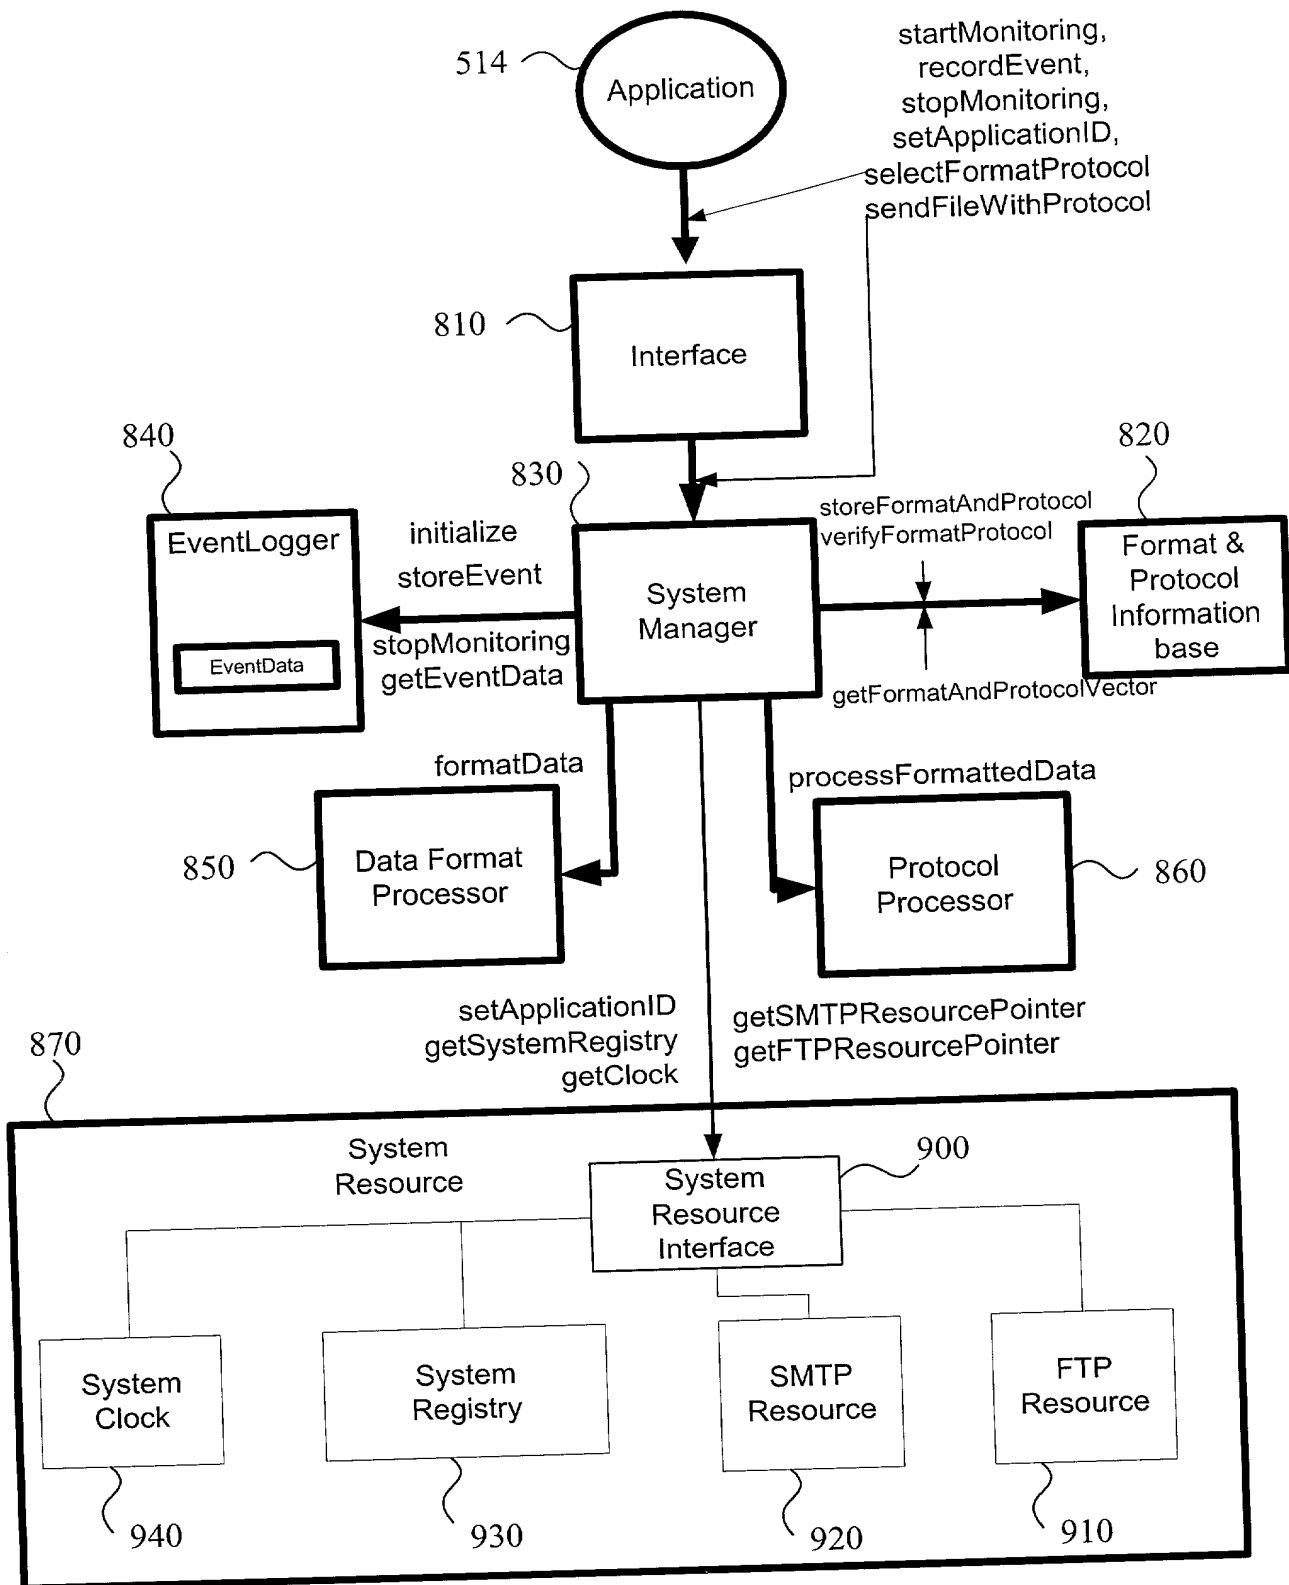 514
Application
startMonitoring,
recordEvent,
stopMonitoring,
setApplicationID,
selectFormatProtocol
sendFileWithProtocol
810
Interface
840
830
820
EventLogger
EventData
initialize
storeEvent
stopMonitoring
getEventData
System
Manager
storeFormatAndProtocol
verifyFormatProtocol
getFormatAndProtocolVector
Format &
Protocol
Information
base
formatData
processFormattedData
850
Data Format
Processor
Protocol
Processor
860
setApplicationID
getSystemRegistry
getClock
getSMTPResourcePointer
getFTPResourcePointer
870
System
Resource
900
System
Resource
Interface
System
Clock
System
Registry
SMTP
Resource
FTP
Resource
940
930
920
910